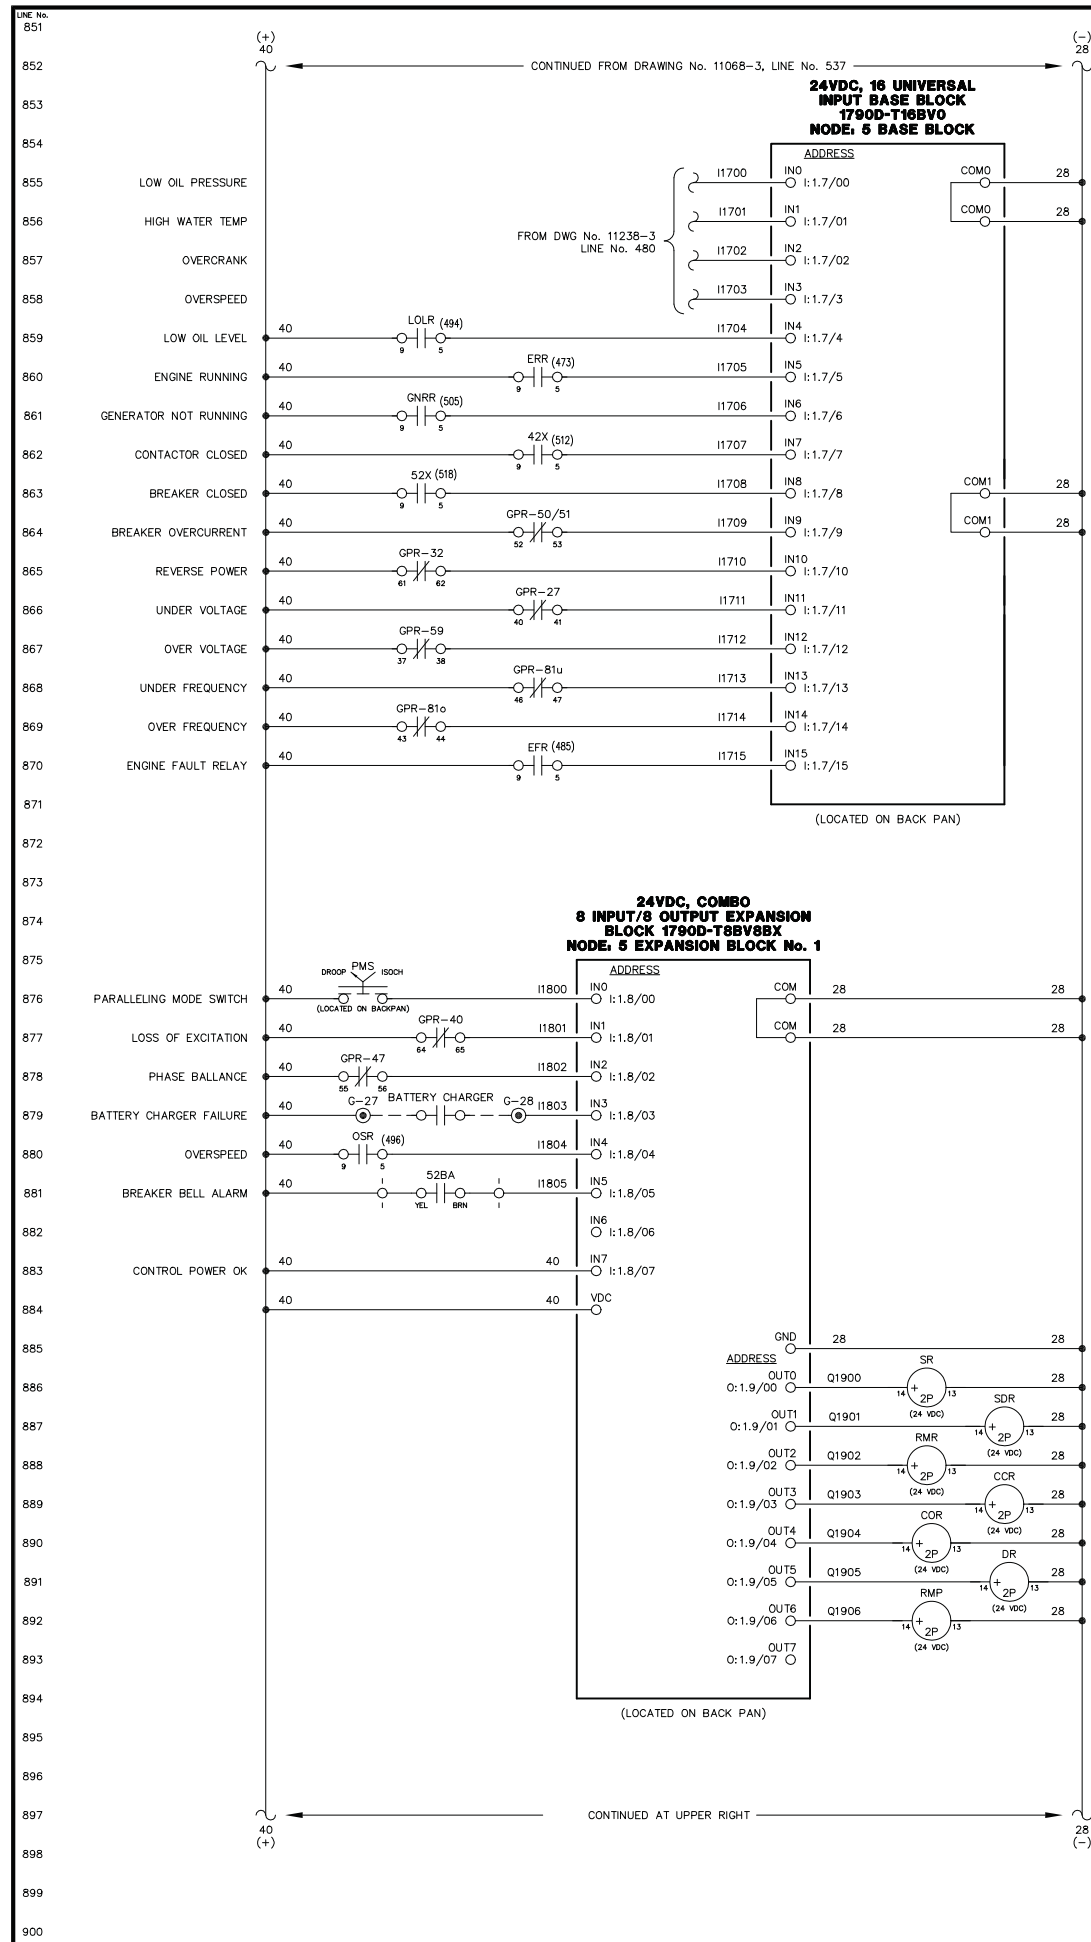 LINE No.
851
(+) (-)
40 28
852 CONTINUED FROM DRAWING No. 11068-3, LINE No. 537
24VDC, 16 UNIVERSAL
853 INPUT BASE BLOCK
1790D-T16BV0
NODE: 5 BASE BLOCK
854
ADDRESS
855 LOW OIL PRESSURE I1700 IN0 I:1.7/00 COM0 28
856 HIGH WATER TEMP I1701 IN1 I:1.7/01 COM0 28
FROM DWG No. 11238-3
LINE No. 480
857 OVERCRANK I1702 IN2 I:1.7/02
858 OVERSPEED I1703 IN3 I:1.7/3
859 LOW OIL LEVEL 40 LOLR (494) 9 5 I1704 IN4 I:1.7/4
860 ENGINE RUNNING 40 ERR (473) 9 5 I1705 IN5 I:1.7/5
861 GENERATOR NOT RUNNING 40 GNRR (505) 9 5 I1706 IN6 I:1.7/6
862 CONTACTOR CLOSED 40 42X (512) 9 5 I1707 IN7 I:1.7/7
863 BREAKER CLOSED 40 52X (518) 9 5 I1708 IN8 I:1.7/8 COM1 28
864 BREAKER OVERCURRENT 40 GPR-50/51 52 53 I1709 IN9 I:1.7/9 COM1 28
865 REVERSE POWER 40 GPR-32 61 62 I1710 IN10 I:1.7/10
866 UNDER VOLTAGE 40 GPR-27 40 41 I1711 IN11 I:1.7/11
867 OVER VOLTAGE 40 GPR-59 37 38 I1712 IN12 I:1.7/12
868 UNDER FREQUENCY 40 GPR-81u 46 47 I1713 IN13 I:1.7/13
869 OVER FREQUENCY 40 GPR-81o 43 44 I1714 IN14 I:1.7/14
870 ENGINE FAULT RELAY 40 EFR (485) 9 5 I1715 IN15 I:1.7/15
871
(LOCATED ON BACK PAN)
872
873
24VDC, COMBO
874 8 INPUT/8 OUTPUT EXPANSION
BLOCK 1790D-T8BV8BX
NODE: 5 EXPANSION BLOCK No. 1
875
ADDRESS
876 PARALLELING MODE SWITCH 40 DROOP PMS ISOCH (LOCATED ON BACKPAN) I1800 IN0 I:1.8/00 COM 28 28
877 LOSS OF EXCITATION 40 GPR-40 64 65 I1801 IN1 I:1.8/01 COM 28 28
878 PHASE BALLANCE 40 GPR-47 55 56 I1802 IN2 I:1.8/02
879 BATTERY CHARGER FAILURE 40 G-27 BATTERY CHARGER G-28 I1803 IN3 I:1.8/03
880 OVERSPEED 40 OSR (496) 9 5 I1804 IN4 I:1.8/04
881 BREAKER BELL ALARM 40 52BA YEL BRN I1805 IN5 I:1.8/05
882 IN6 I:1.8/06
883 CONTROL POWER OK 40 40 IN7 I:1.8/07
884 40 40 VDC
885 GND 28 28
ADDRESS
886 OUT0 O:1.9/00 Q1900 SR 14 + 2P 13 (24 VDC) 28
887 OUT1 O:1.9/01 Q1901 SDR 14 + 2P 13 (24 VDC) 28
888 OUT2 O:1.9/02 Q1902 RMR 14 + 2P 13 (24 VDC) 28
889 OUT3 O:1.9/03 Q1903 CCR 14 + 2P 13 (24 VDC) 28
890 OUT4 O:1.9/04 Q1904 COR 14 + 2P 13 (24 VDC) 28
891 OUT5 O:1.9/05 Q1905 DR 14 + 2P 13 (24 VDC) 28
892 OUT6 O:1.9/06 Q1906 RMP 14 + 2P 13 (24 VDC) 28
893 OUT7 O:1.9/07
894
(LOCATED ON BACK PAN)
895
896
897 CONTINUED AT UPPER RIGHT
40 28
(+) (-)
898
899
900